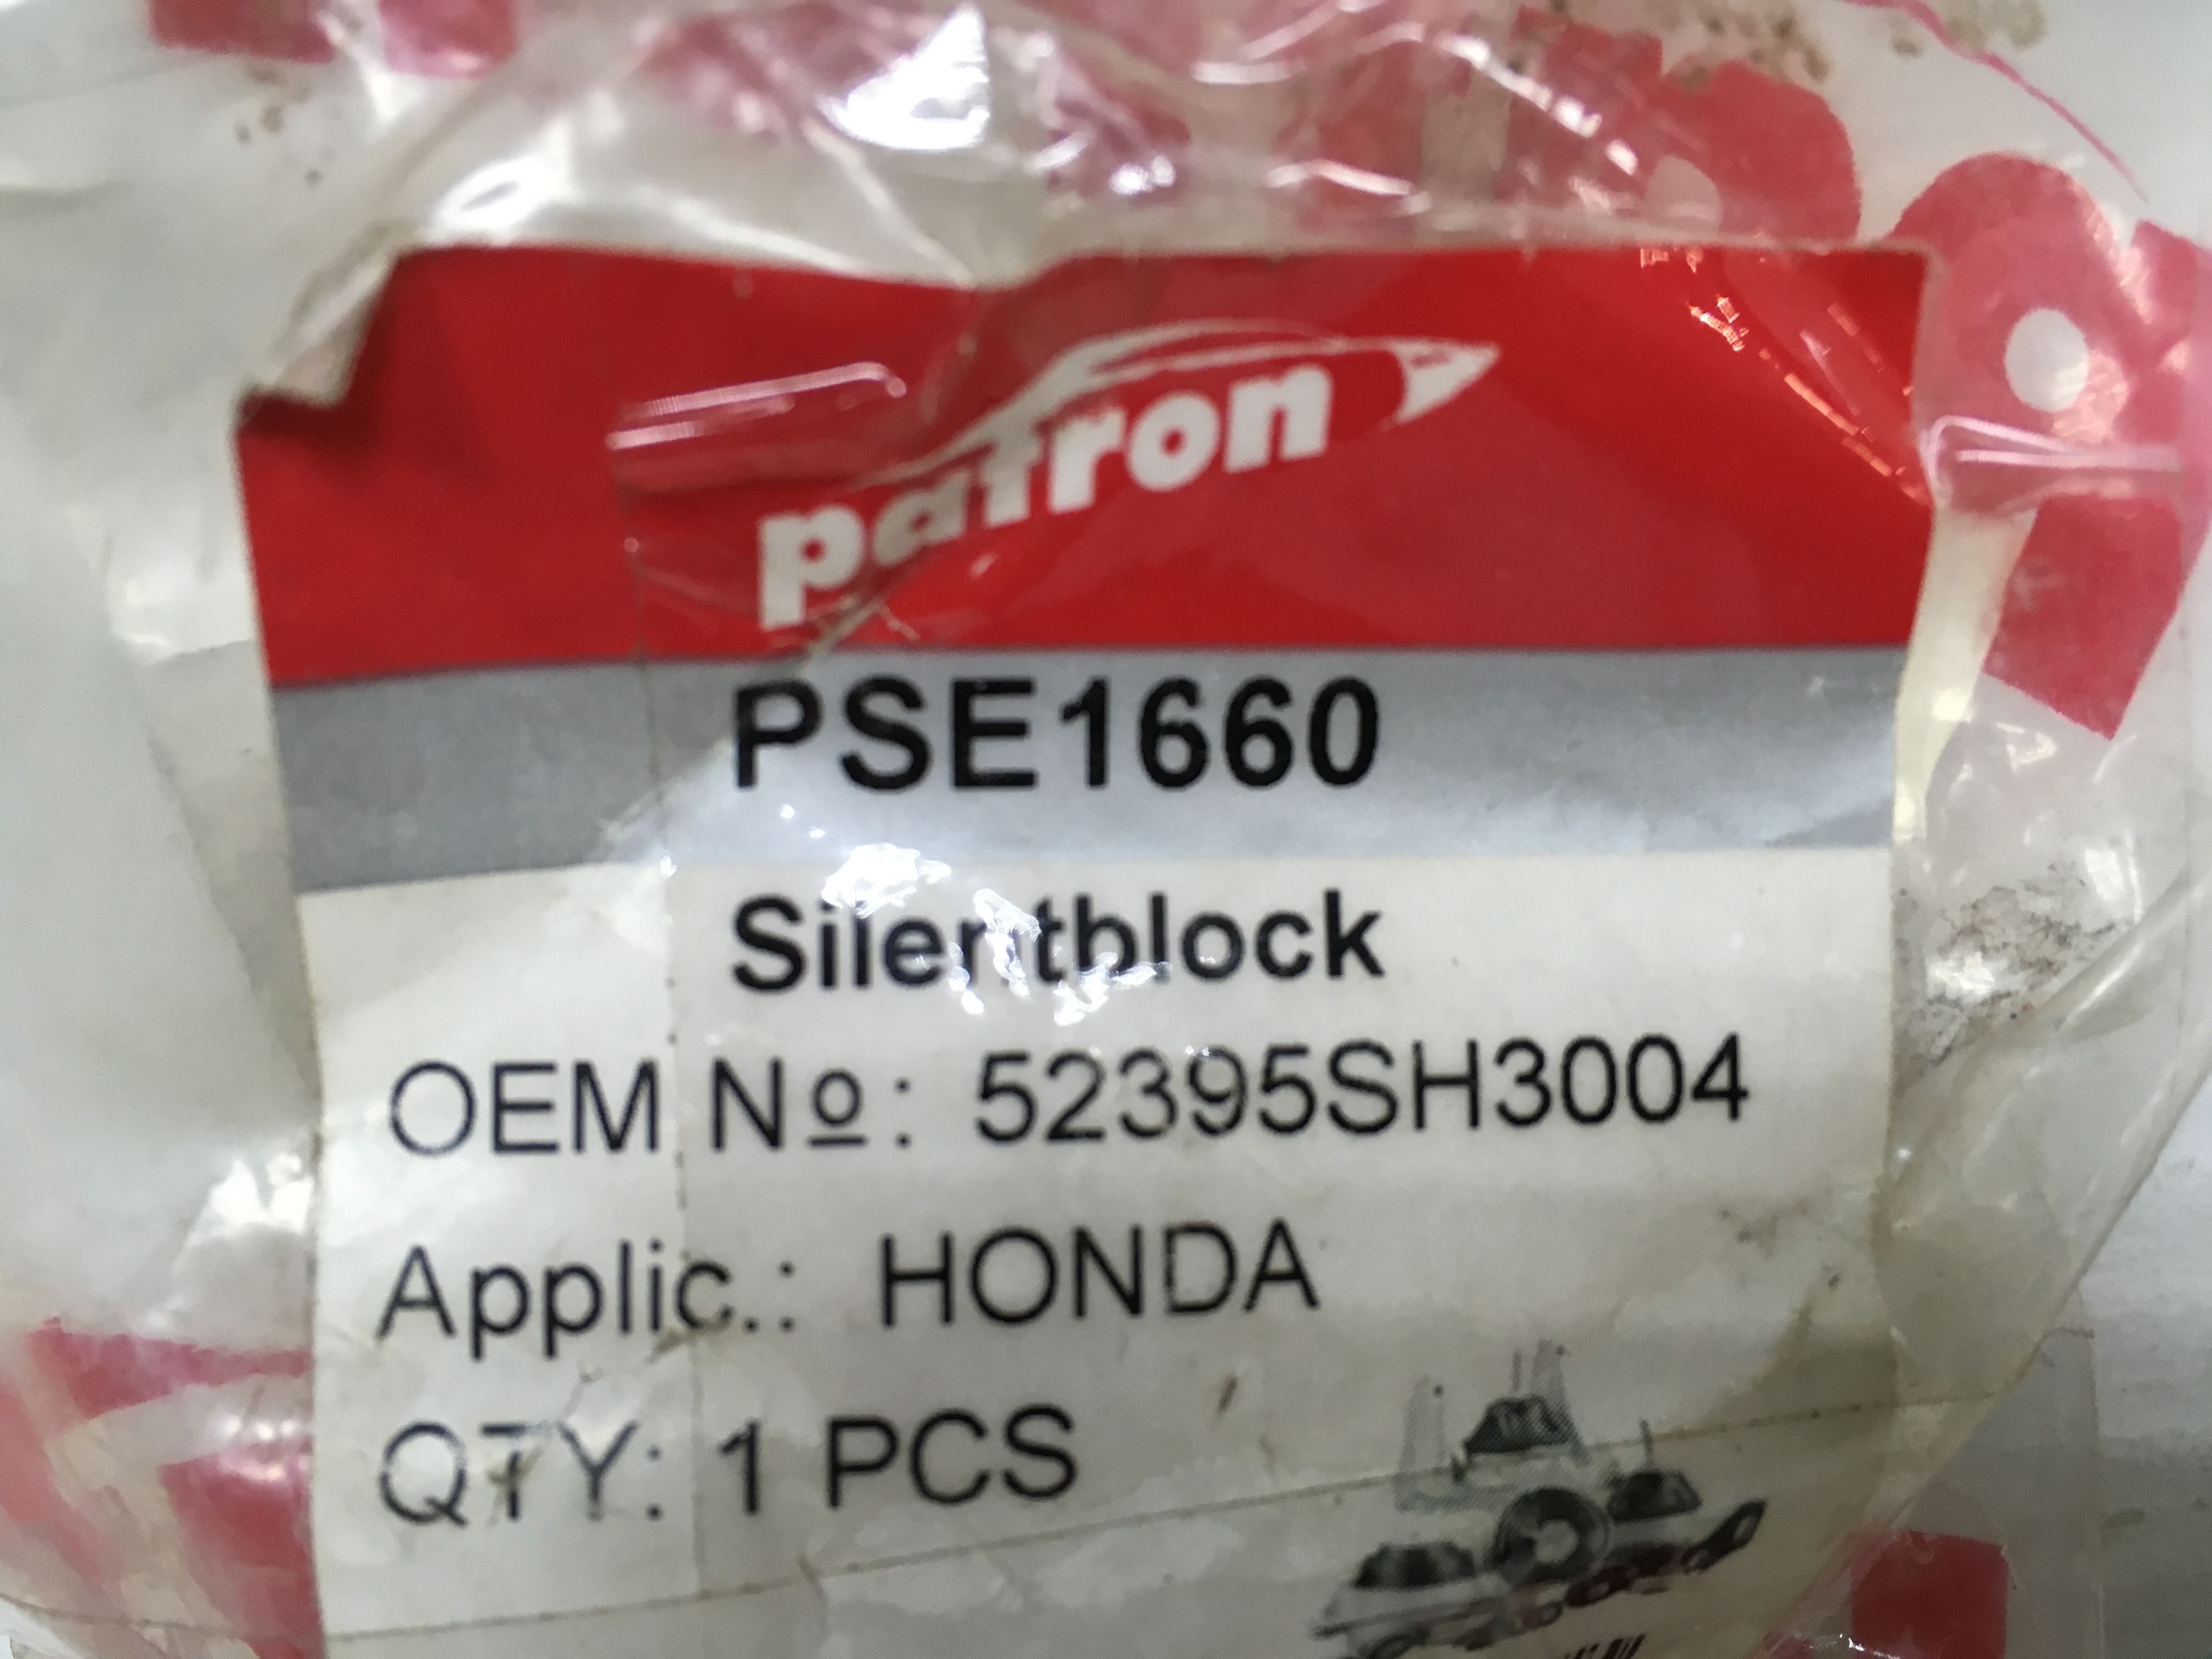 patron
PSE1660
Silentblock
OEM №: 52395SH3004
Applic.: HONDA
QTY: 1 PCS